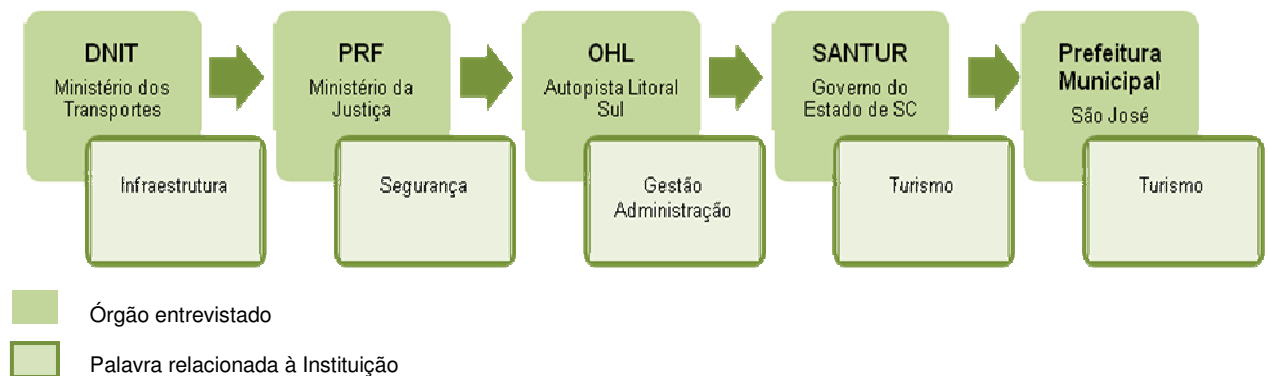 DNIT
Ministério dos
Transportes
Infraestrutura
PRF
Ministério da
Justiça
Segurança
OHL
Autopista Litoral
Sul
Gestão
Administração
SANTUR
Governo do
Estado de SC
Turismo
Prefeitura
Municipal
São José
Turismo
Órgão entrevistado
Palavra relacionada à Instituição